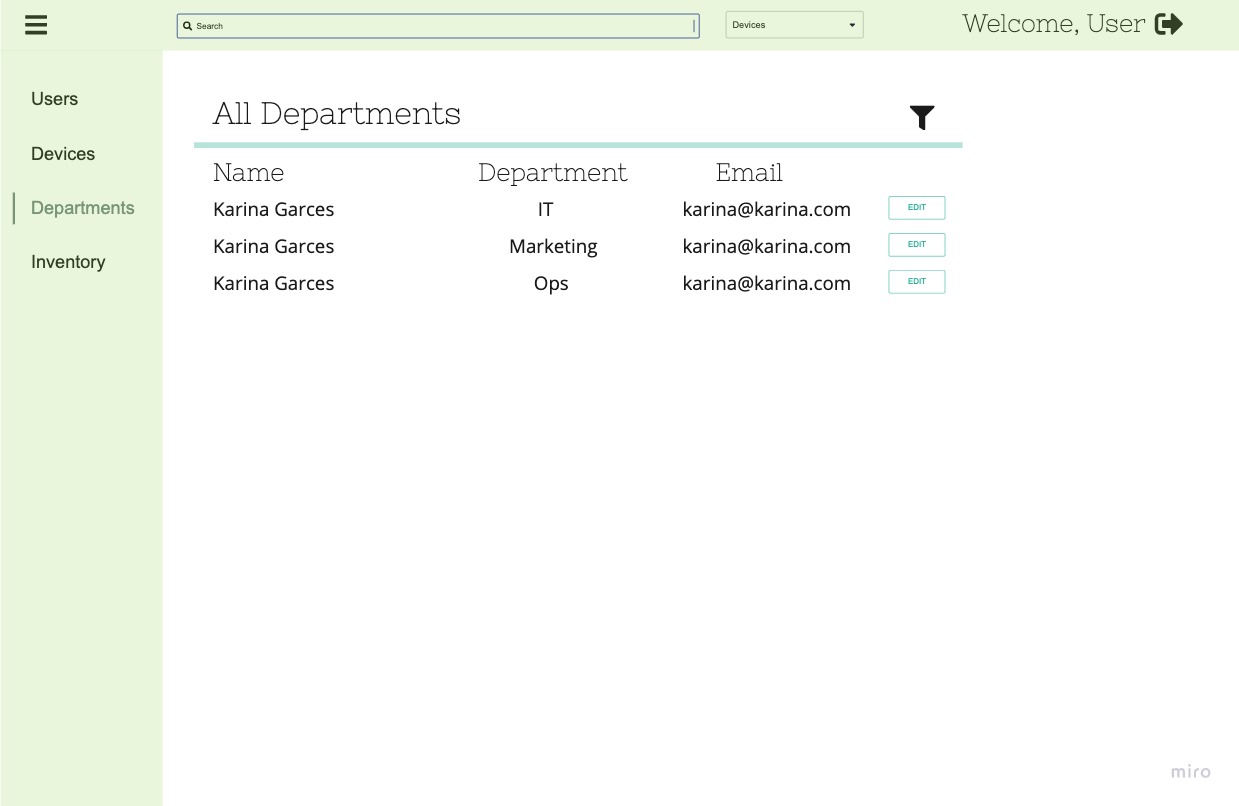 Search
Devices
Welcome, User
Users
Devices
Departments
Inventory
All Departments
Name Department Email
Karina Garces IT karina@karina.com EDIT
Karina Garces Marketing karina@karina.com EDIT
Karina Garces Ops karina@karina.com EDIT
miro